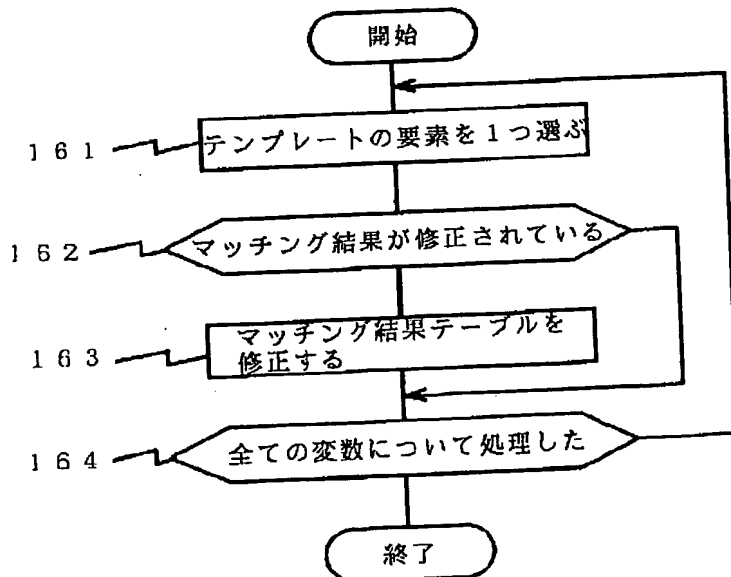 開始
161
テンプレートの要素を1つ選ぶ
162
マッチング結果が修正されている
163
マッチング結果テーブルを
修正する
164
全ての変数について処理した
終了